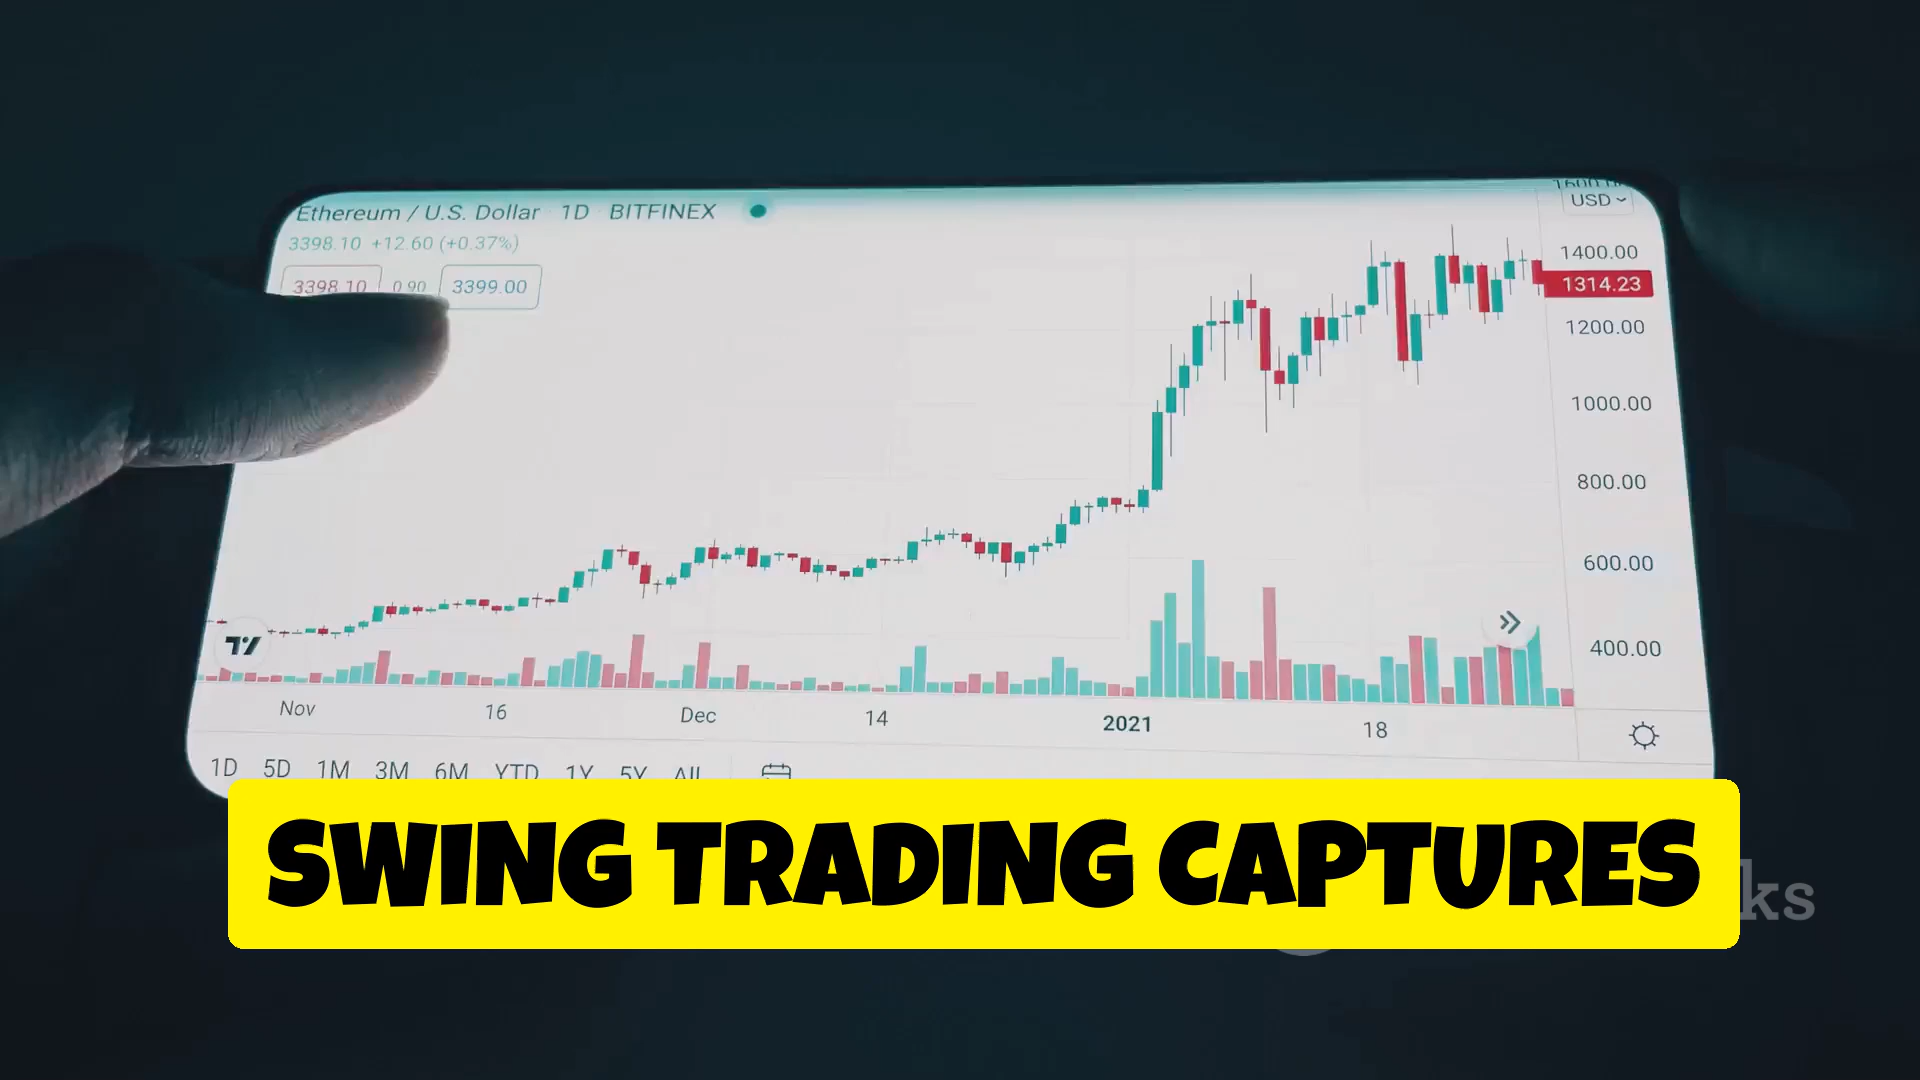 Ethereum / U.S. Dollar 1D BITFINEX
3398.10 +12.60 (+0.37%)
3398.10 0.90 3399.00
USD
1400.00
1314.23
1200.00
1000.00
800.00
600.00
400.00
Nov 16 Dec 14 2021 18
1D 5D 1M 3M 6M YTD 1Y 5Y All
SWING TRADING CAPTURES
ks